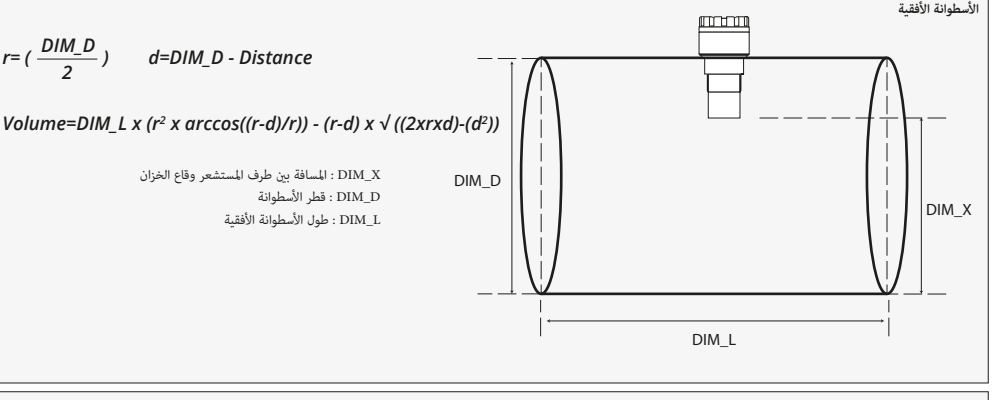 الأسطوانة الأفقية
r= ( DIM_D / 2 )    d=DIM_D - Distance
Volume=DIM_L x (r² x arccos((r-d)/r)) - (r-d) x √ ((2xrxd)-(d²))
DIM_X : المسافة بين طرف المستشعر وقاع الخزان
DIM_D : قطر الأسطوانة
DIM_L : طول الأسطوانة الأفقية
DIM_D
DIM_X
DIM_L